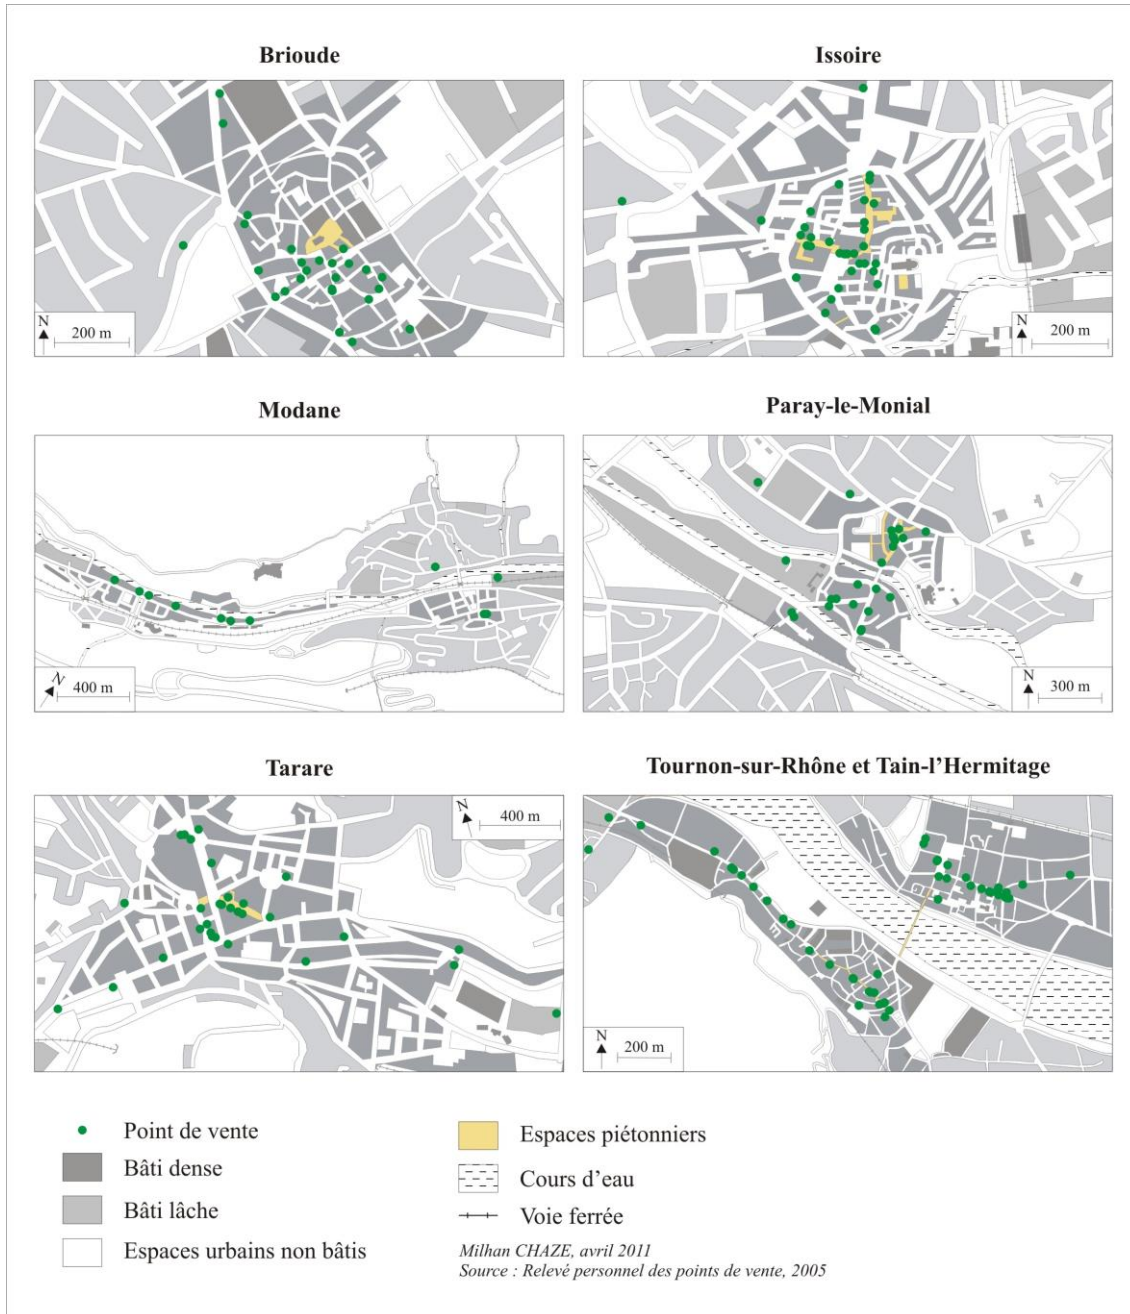 Brioude
Issoire
N
200 m
N
200 m
Modane
Paray-le-Monial
N
400 m
N
300 m
Tarare
Tournon-sur-Rhône et Tain-l'Hermitage
N
400 m
N
200 m
Point de vente
Bâti dense
Bâti lâche
Espaces urbains non bâtis
Espaces piétonniers
Cours d'eau
Voie ferrée
Milhan CHAZE, avril 2011
Source : Relevé personnel des points de vente, 2005